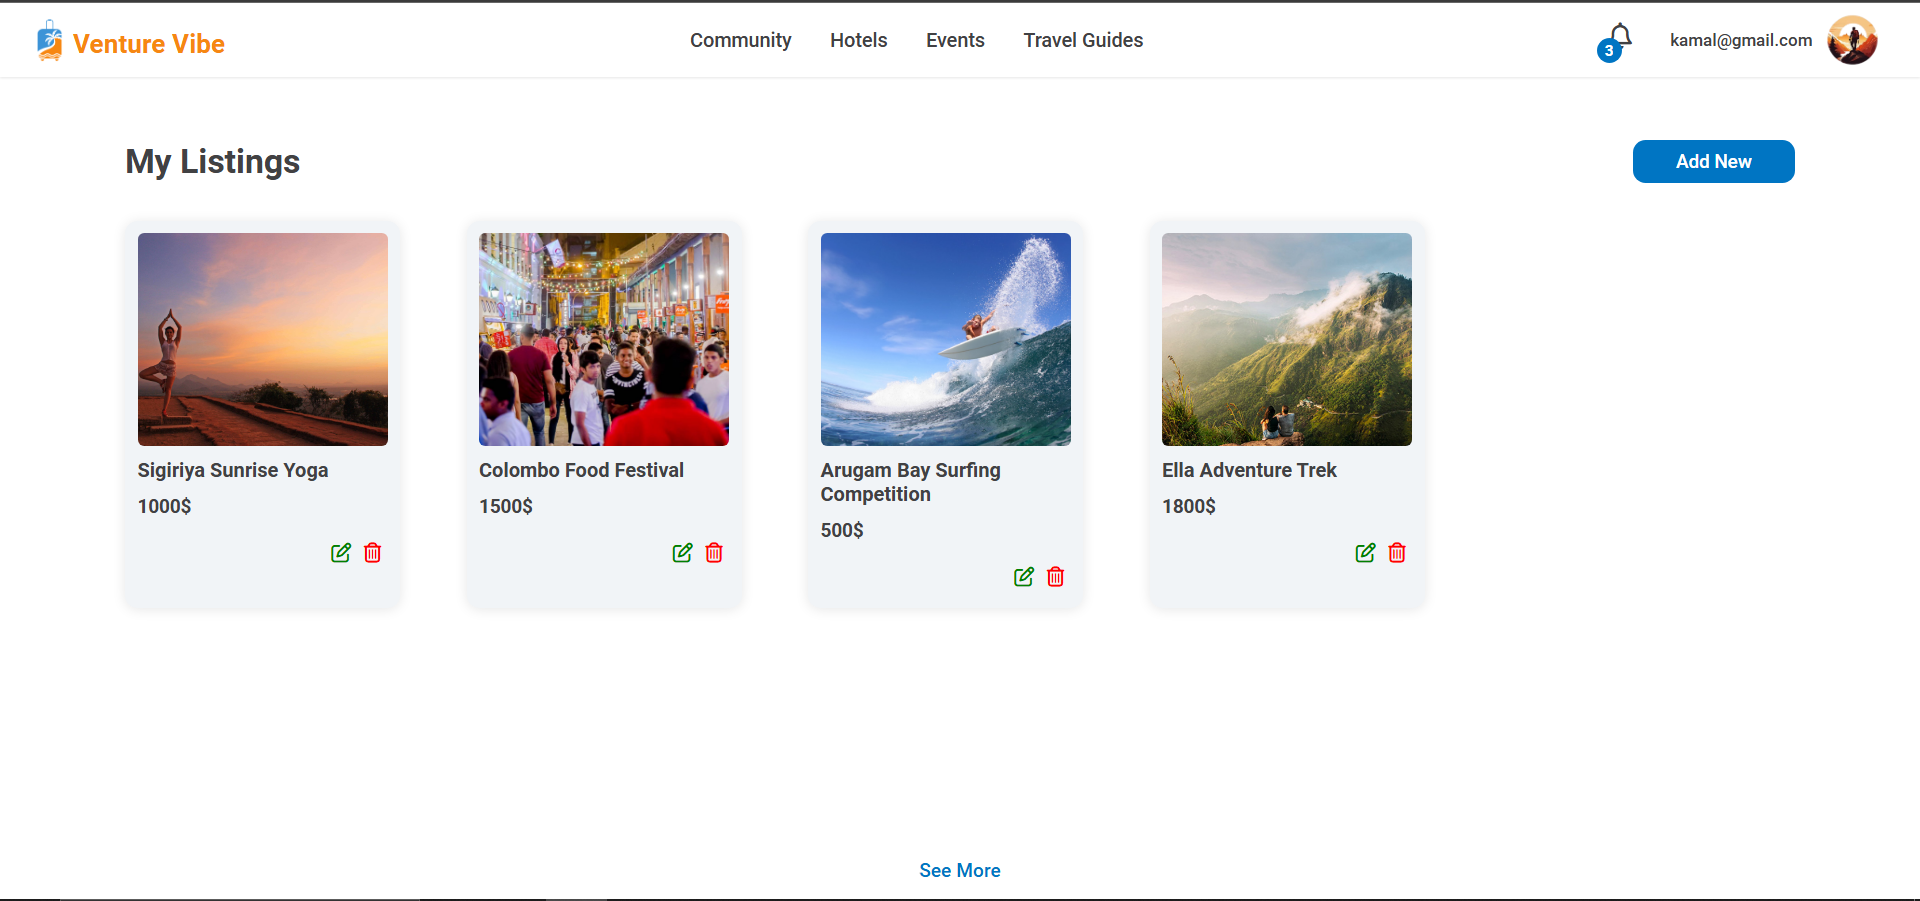 Venture Vibe
Community
Hotels
Events
Travel Guides
3
kamal@gmail.com
My Listings
Add New
Sigiriya Sunrise Yoga
1000$
Colombo Food Festival
1500$
Arugam Bay Surfing
Competition
500$
Ella Adventure Trek
1800$
See More